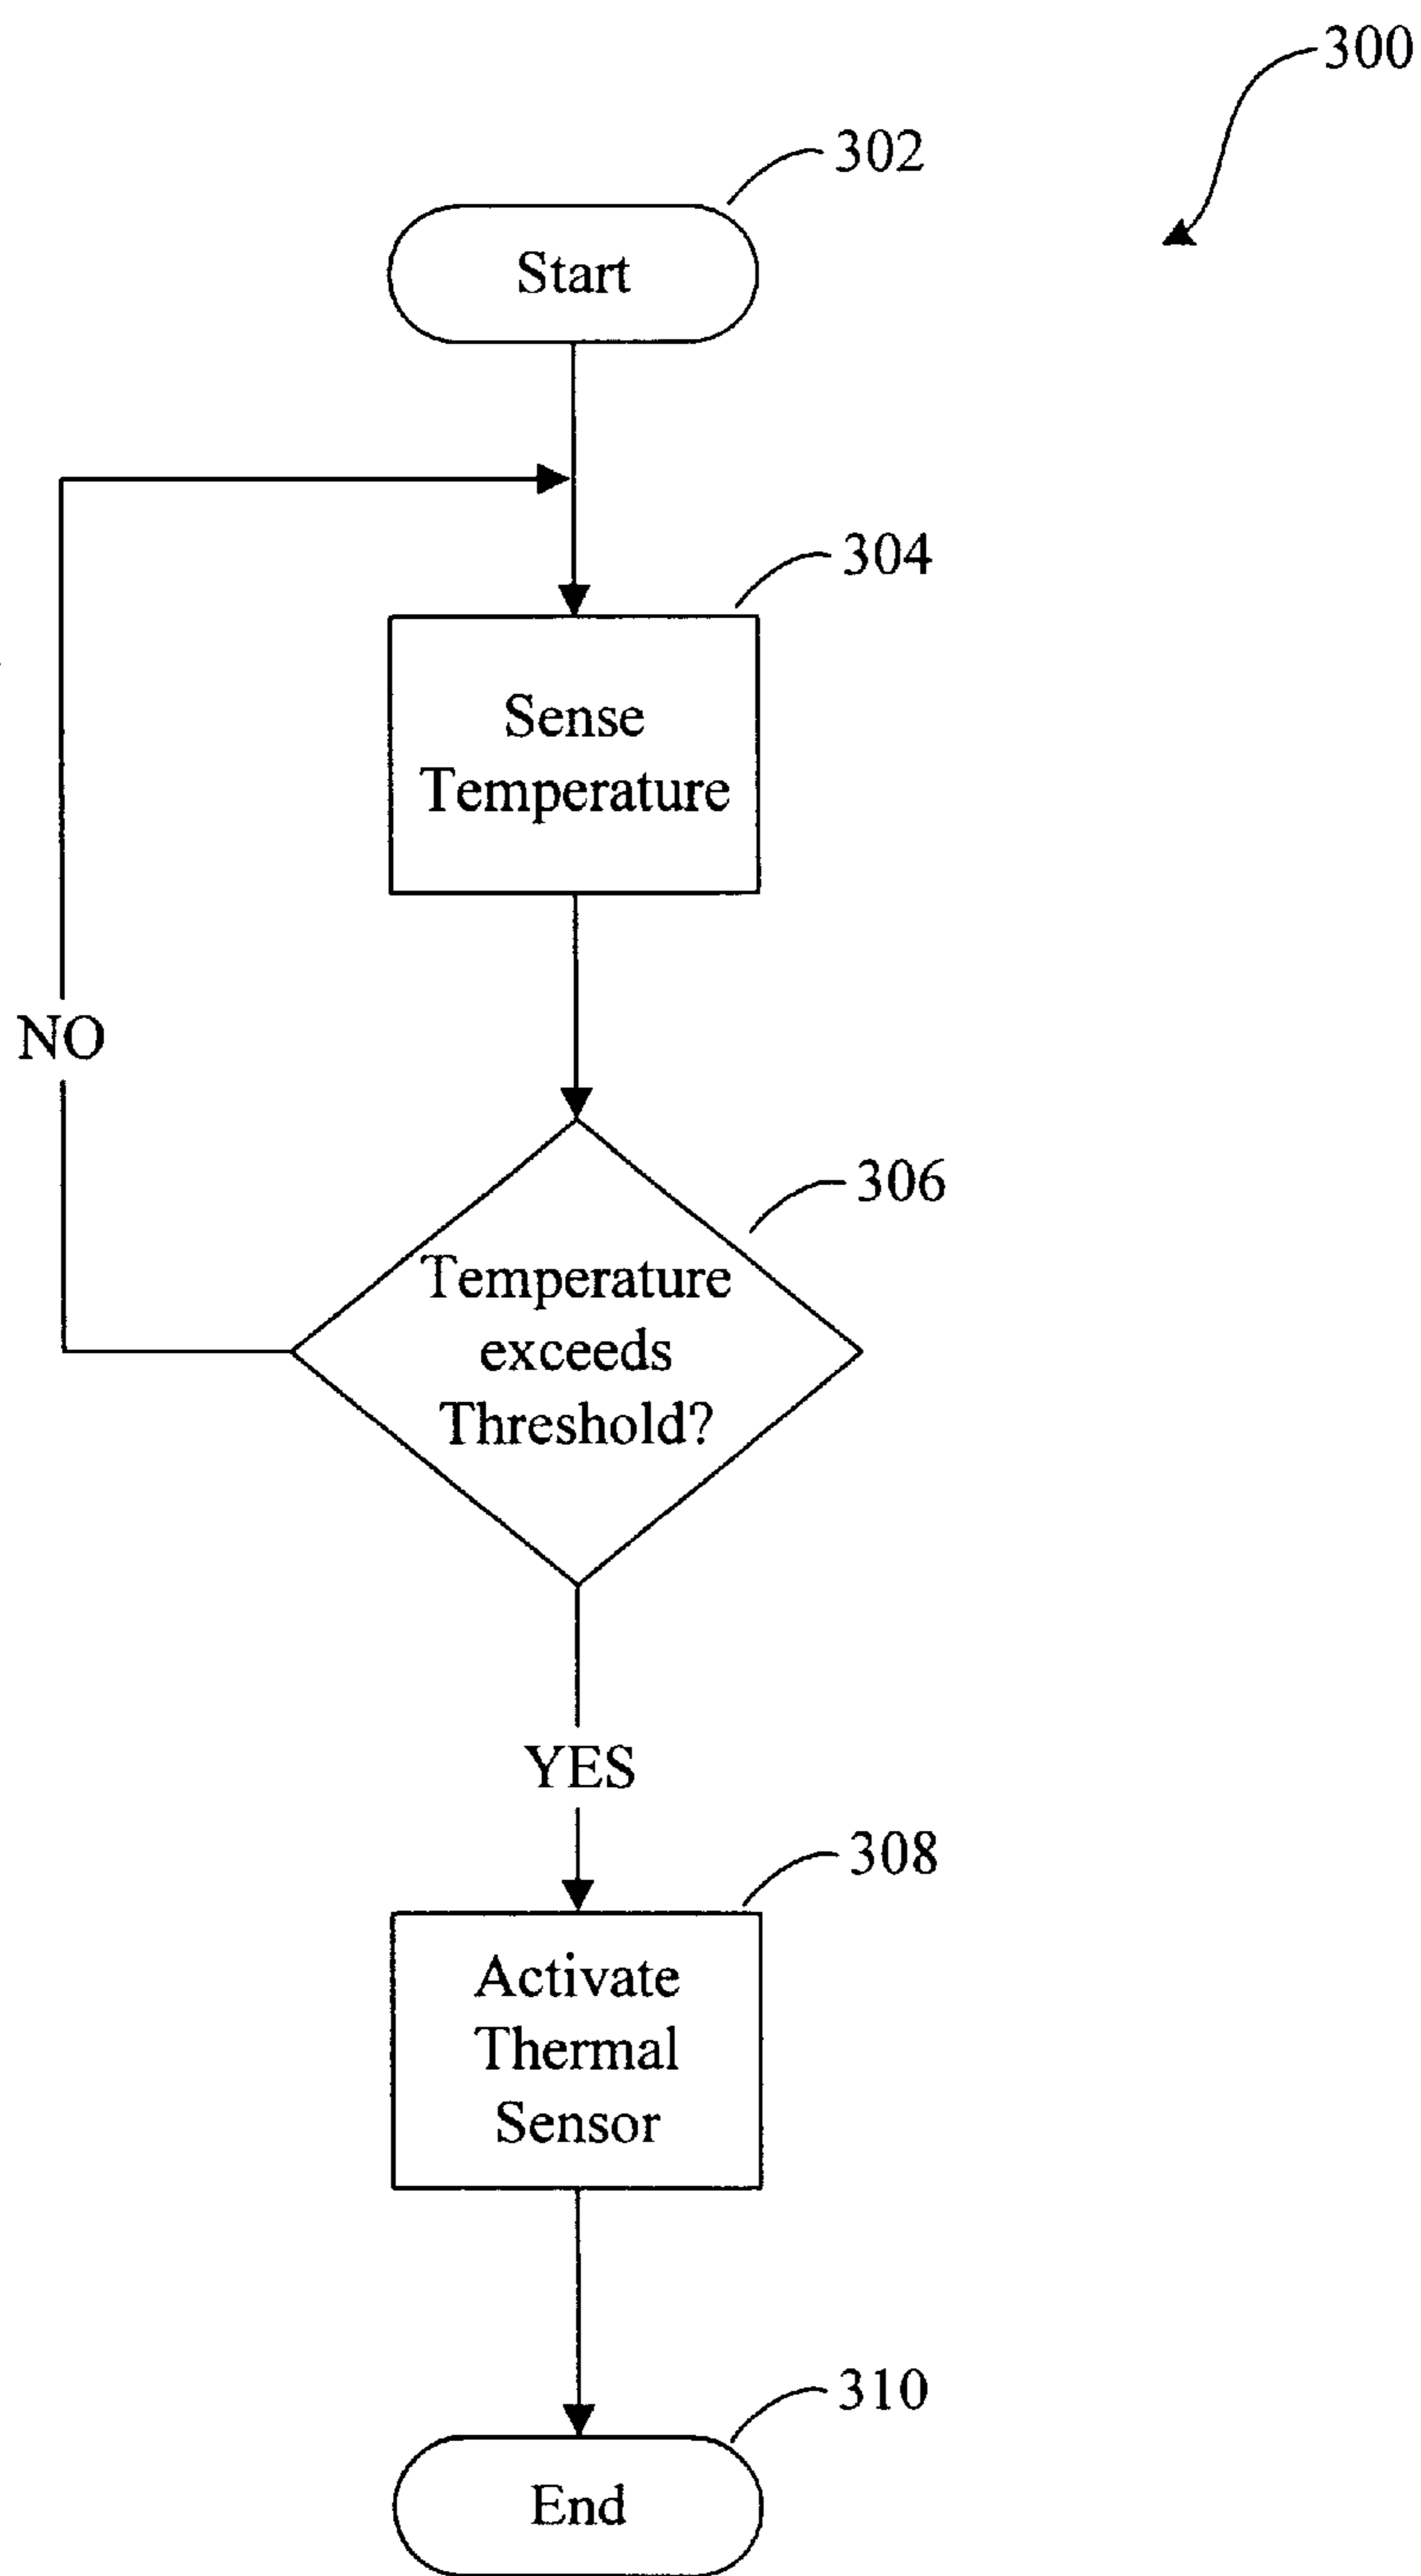 300
302
Start
304
Sense
Temperature
NO
306
Temperature
exceeds
Threshold?
YES
308
Activate
Thermal
Sensor
310
End